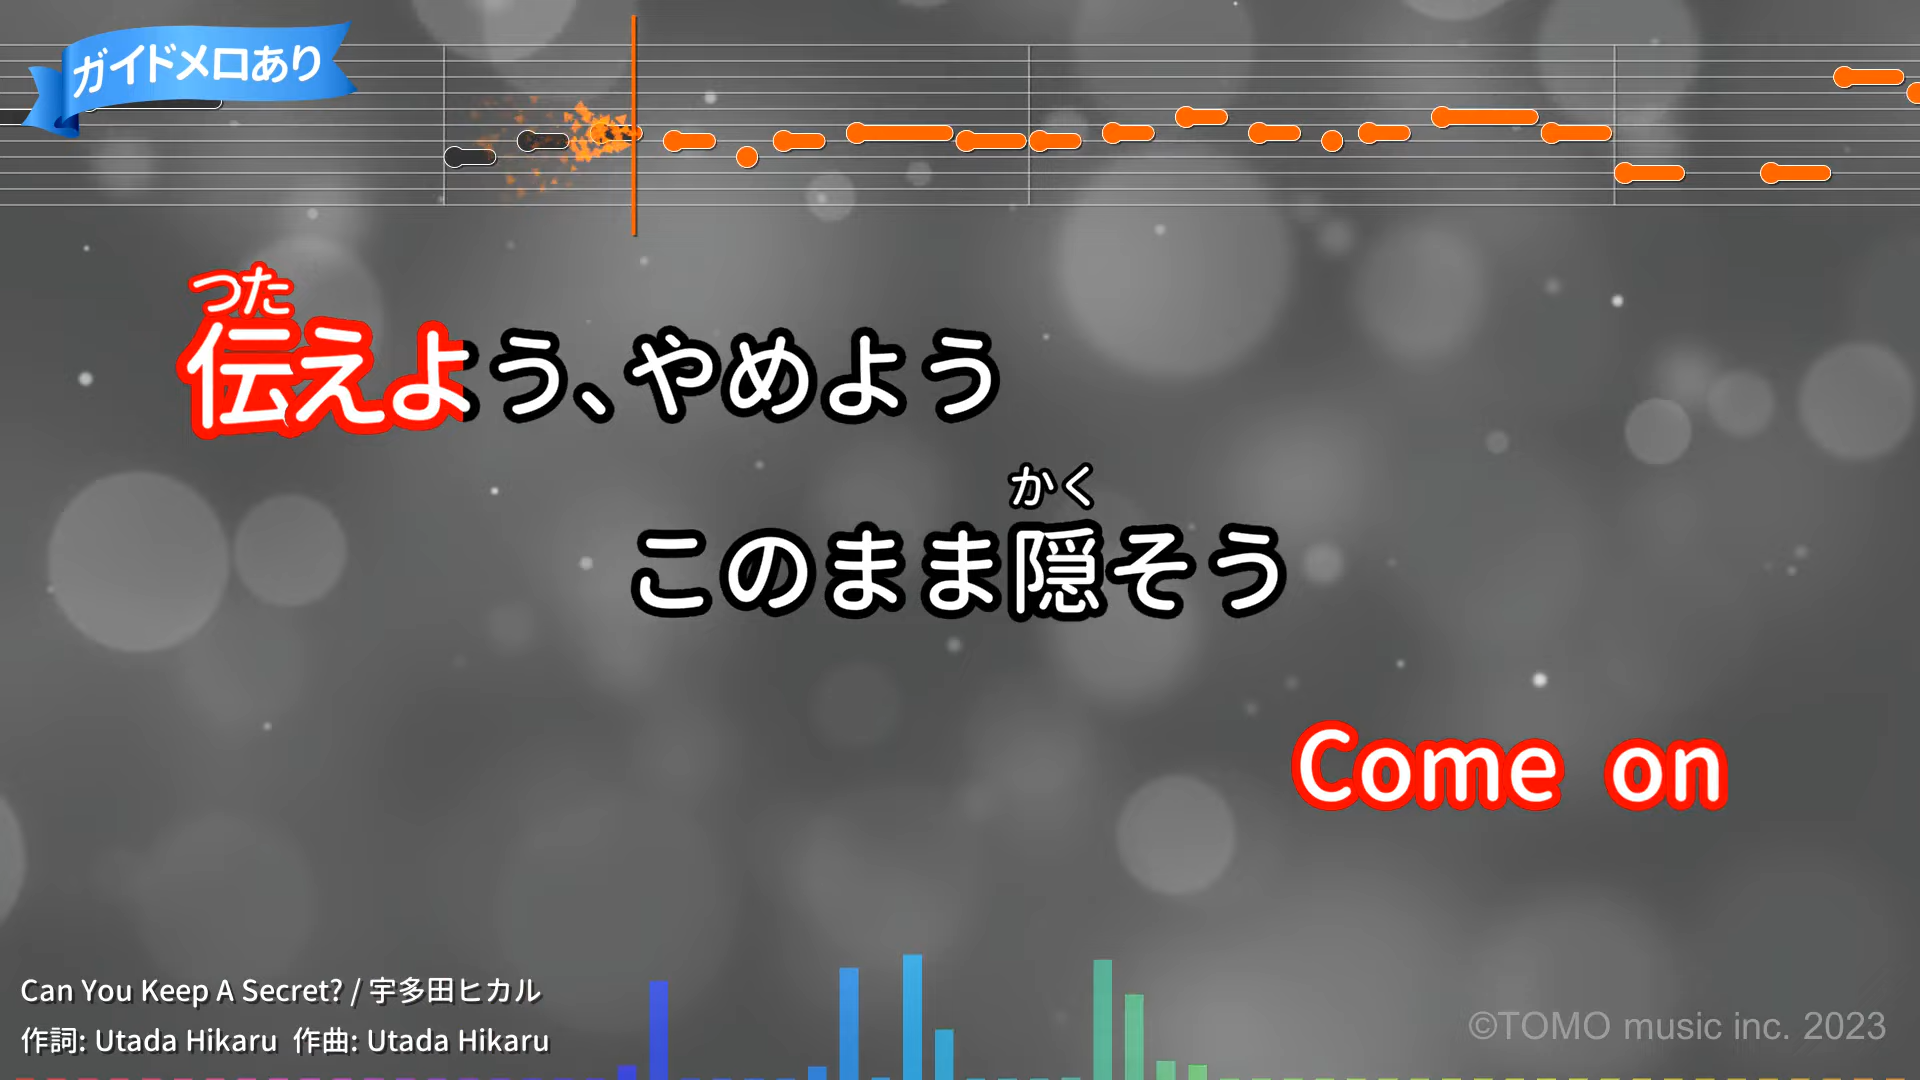 ガイドメロあり
つた
伝えよう、やめよう
かく
このまま隠そう
Come on
Can You Keep A Secret? / 宇多田ヒカル
作詞: Utada Hikaru 作曲: Utada Hikaru
©TOMO music inc. 2023